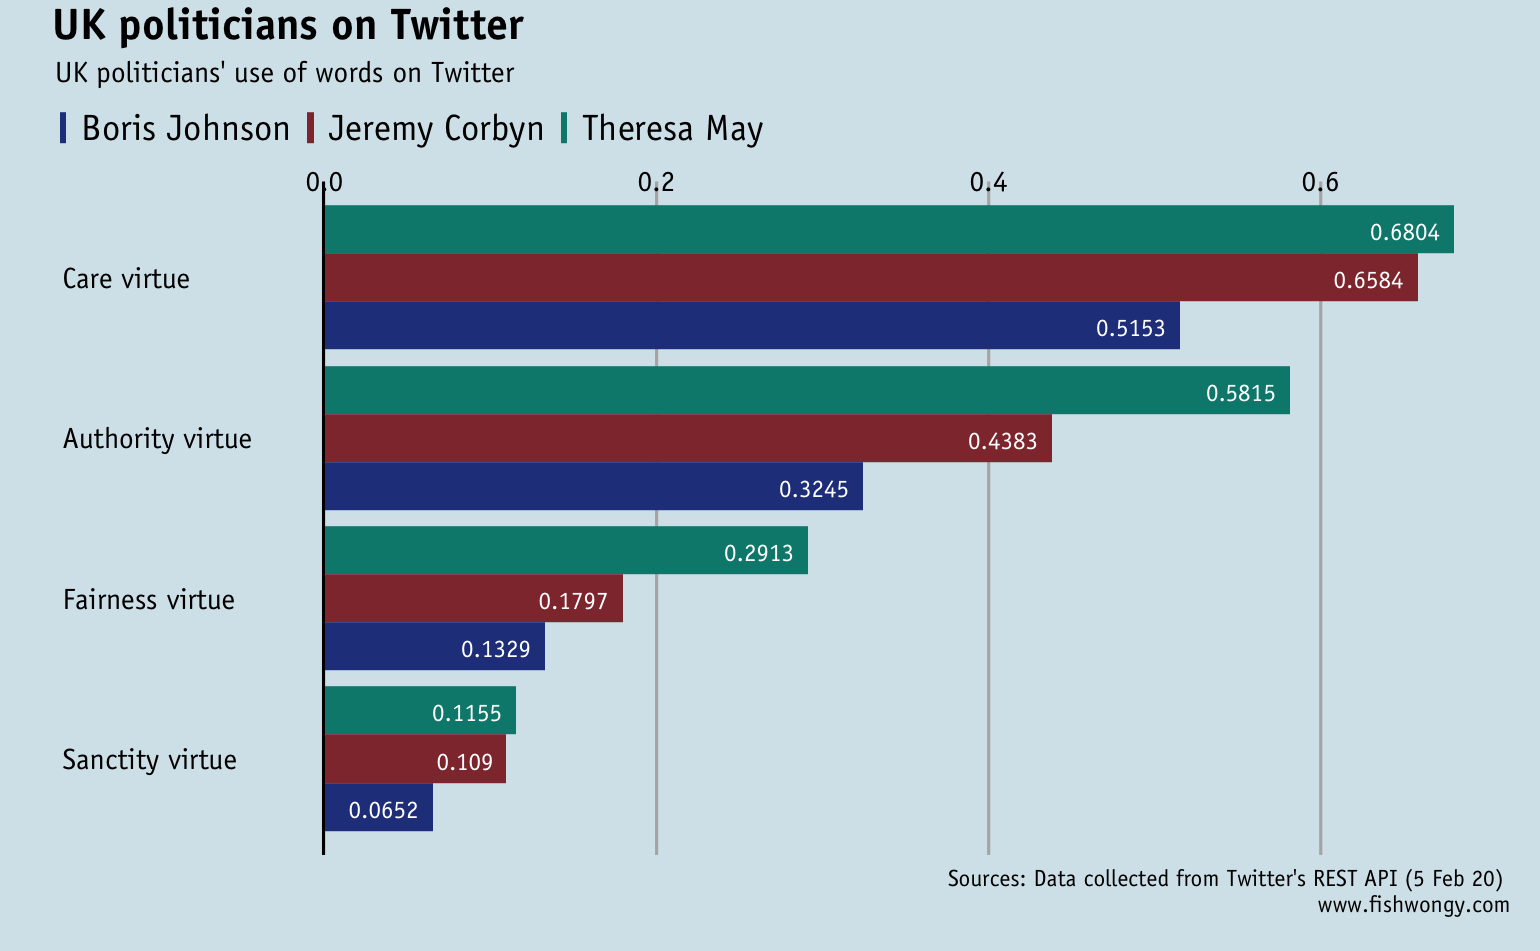 UK politicians on Twitter
UK politicians' use of words on Twitter
Boris Johnson Jeremy Corbyn Theresa May
0.0 0.2 0.4 0.6
0.6804
Care virtue 0.6584
0.5153
0.5815
Authority virtue 0.4383
0.3245
0.2913
Fairness virtue 0.1797
0.1329
0.1155
Sanctity virtue 0.109
0.0652
Sources: Data collected from Twitter's REST API (5 Feb 20)
www.fishwongy.com